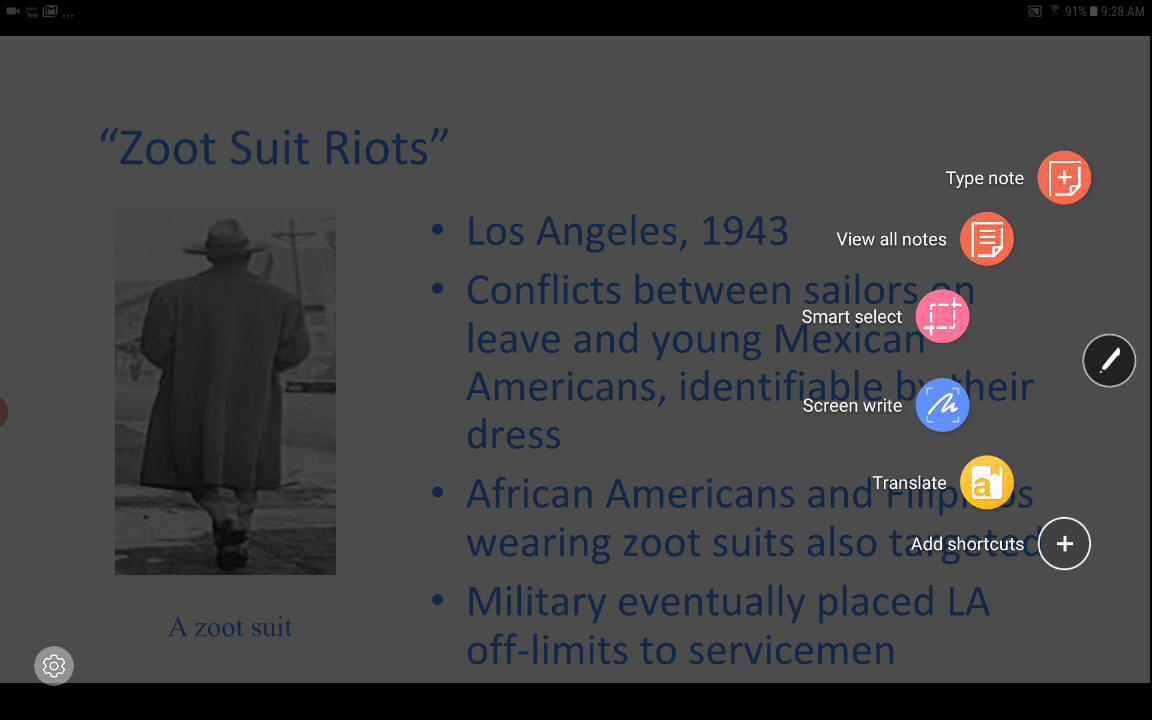 ...
91% 9:28 AM
“Zoot Suit Riots”
Type note
• Los Angeles, 1943
View all notes
• Conflicts between sailors on
Smart select
leave and young Mexican
Americans, identifiable by their
Screen write
dress
Translate
• African Americans and Filipinos
wearing zoot suits also targeted
Add shortcuts
• Military eventually placed LA
A zoot suit
off-limits to servicemen